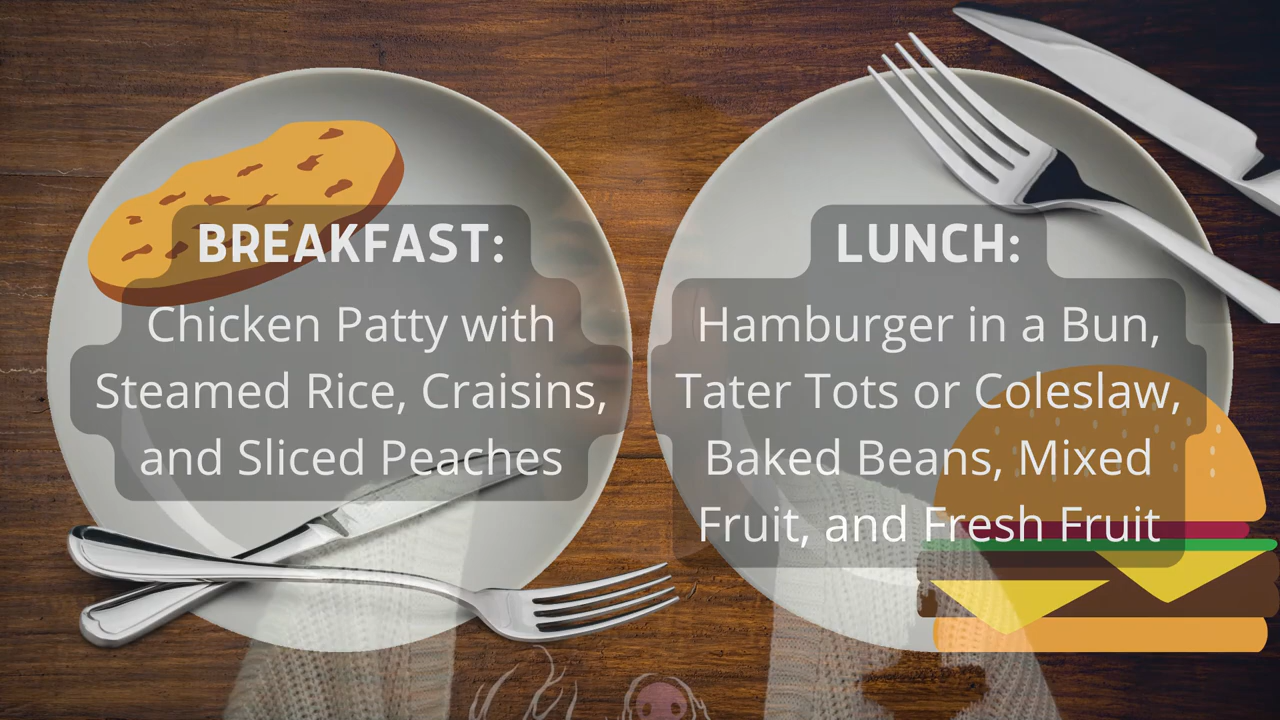 BREAKFAST:
Chicken Patty with
Steamed Rice, Craisins,
and Sliced Peaches
LUNCH:
Hamburger in a Bun,
Tater Tots or Coleslaw,
Baked Beans, Mixed
Fruit, and Fresh Fruit